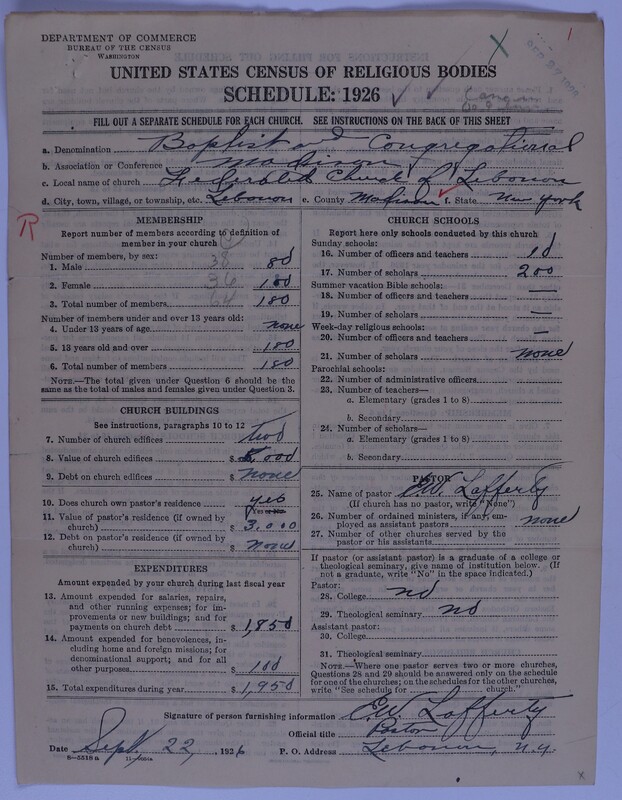 DEPARTMENT OF COMMERCE
BUREAU OF THE CENSUS
WASHINGTON
UNITED STATES CENSUS OF RELIGIOUS BODIES
SCHEDULE: 1926
FILL OUT A SEPARATE SCHEDULE FOR EACH CHURCH. SEE INSTRUCTIONS ON THE BACK OF THIS SHEET
a. Denomination Baptist and Congregational
b. Association or Conference Madison
c. Local name of church Federated Church of Lebanon
d. City, town, village, or township, etc. Lebanon e. County Madison f. State New York
R
MEMBERSHIP
Report number of members according to definition of member in your church
Number of members, by sex:
1. Male 38 80
2. Female 36 100
3. Total number of members 64 180
Number of members under and over 13 years old:
4. Under 13 years of age none
5. 13 years old and over 180
6. Total number of members 180
NOTE.—The total given under Question 6 should be the same as the total of males and females given under Question 3.
CHURCH BUILDINGS
See instructions, paragraphs 10 to 12
7. Number of church edifices two
8. Value of church edifices $ 5,000
9. Debt on church edifices $ none
10. Does church own pastor's residence yes
Yes or No
11. Value of pastor's residence (if owned by
church) $ 3,000
12. Debt on pastor's residence (if owned by
church) $ none
EXPENDITURES
Amount expended by your church during last fiscal year
13. Amount expended for salaries, repairs,
and other running expenses; for im-
provements or new buildings; and for
payments on church debt $ 1,850
14. Amount expended for benevolences, in-
cluding home and foreign missions; for
denominational support; and for all
other purposes $ 100
15. Total expenditures during year $ 1,950
CHURCH SCHOOLS
Report here only schools conducted by this church
Sunday schools:
16. Number of officers and teachers 10
17. Number of scholars 200
Summer vacation Bible schools:
18. Number of officers and teachers —
19. Number of scholars —
Week-day religious schools:
20. Number of officers and teachers —
21. Number of scholars none
Parochial schools:
22. Number of administrative officers
23. Number of teachers—
a. Elementary (grades 1 to 8)
b. Secondary
24. Number of scholars—
a. Elementary (grades 1 to 8)
b. Secondary
PASTOR
25. Name of pastor E.W. Lafferty
(If church has no pastor, write "None")
26. Number of ordained ministers, if any, em-
ployed as assistant pastors none
27. Number of other churches served by the
pastor or his assistants
If pastor (or assistant pastor) is a graduate of a college or
theological seminary, give name of institution below. (If
not a graduate, write "No" in the space indicated.)
Pastor:
28. College no
29. Theological seminary no
Assistant pastor:
30. College
31. Theological seminary
NOTE.—Where one pastor serves two or more churches,
Questions 28 and 29 should be answered only on the schedule
for one of the churches; on the schedules for the other churches,
write "See schedule for church."
Signature of person furnishing information E.W. Lafferty
Official title Pastor
Date Sept. 22, 1926 P. O. Address Lebanon, N.Y.